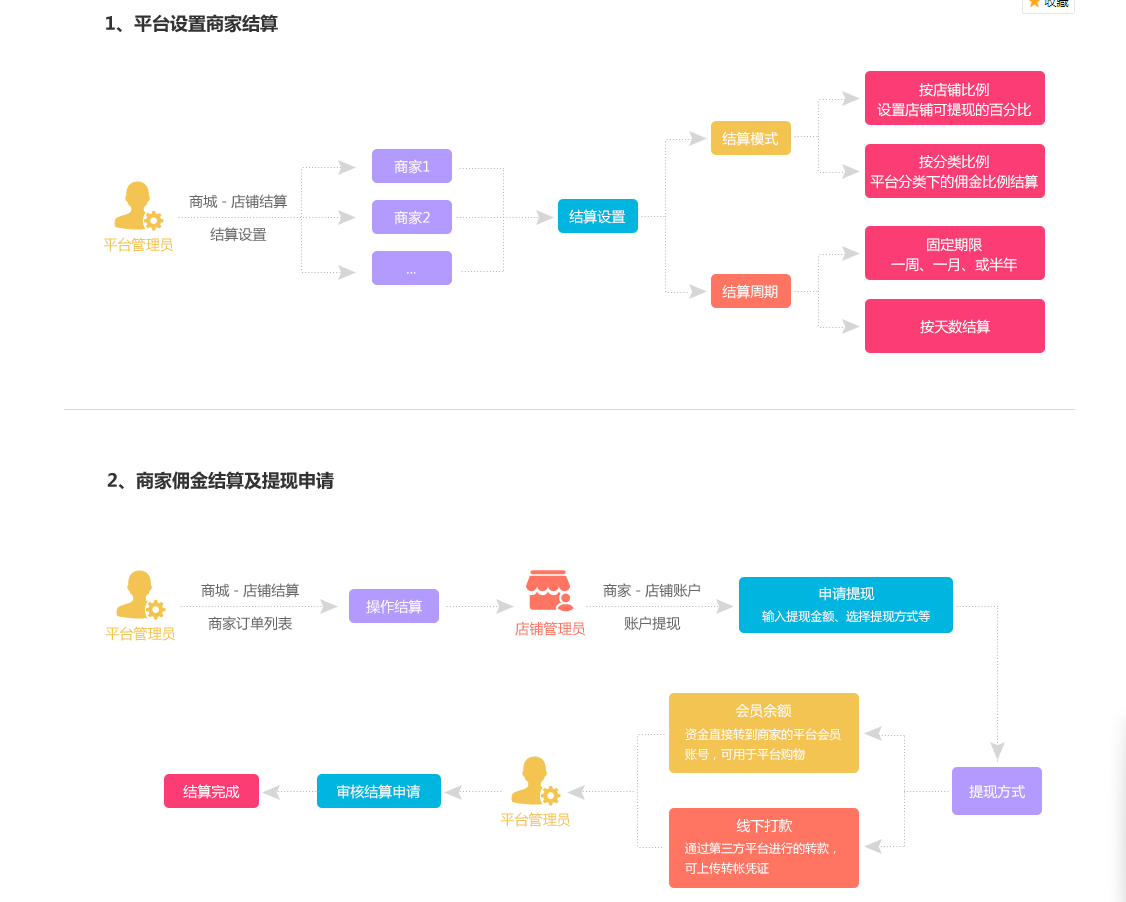 收藏
1、平台设置商家结算
按店铺比例
设置店铺可提现的百分比
结算模式
商家1
按分类比例
平台分类下的佣金比例结算
商城 - 店铺结算
商家2
结算设置
结算设置
平台管理员
固定期限
一周、一月、或半年
...
结算周期
按天数结算
2、商家佣金结算及提现申请
商城 - 店铺结算
商家订单列表
平台管理员
操作结算
店铺管理员
商家 - 店铺账户
账户提现
申请提现
输入提现金额、选择提现方式等
会员余额
资金直接转到商家的平台会员
账号，可用于平台购物
结算完成
审核结算申请
平台管理员
提现方式
线下打款
通过第三方平台进行的转款，
可上传转帐凭证